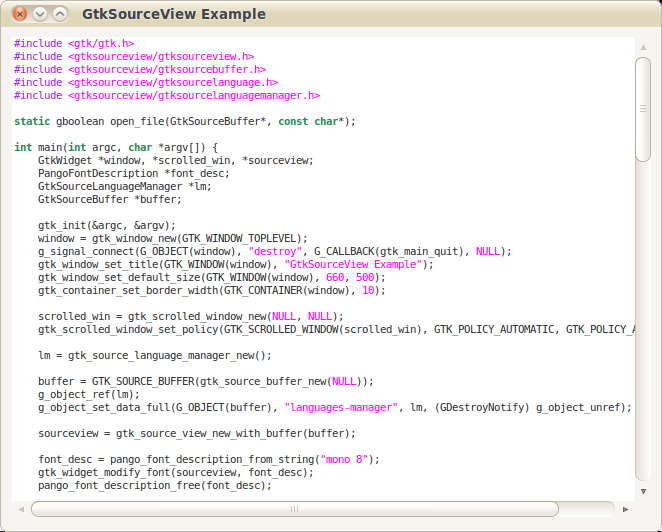 GtkSourceView Example
#include <gtk/gtk.h>
#include <gtksourceview/gtksourceview.h>
#include <gtksourceview/gtksourcebuffer.h>
#include <gtksourceview/gtksourcelanguage.h>
#include <gtksourceview/gtksourcelanguagemanager.h>
static gboolean open_file(GtkSourceBuffer*, const char*);
int main(int argc, char *argv[]) {
    GtkWidget *window, *scrolled_win, *sourceview;
    PangoFontDescription *font_desc;
    GtkSourceLanguageManager *lm;
    GtkSourceBuffer *buffer;
    gtk_init(&argc, &argv);
    window = gtk_window_new(GTK_WINDOW_TOPLEVEL);
    g_signal_connect(G_OBJECT(window), "destroy", G_CALLBACK(gtk_main_quit), NULL);
    gtk_window_set_title(GTK_WINDOW(window), "GtkSourceView Example");
    gtk_window_set_default_size(GTK_WINDOW(window), 660, 500);
    gtk_container_set_border_width(GTK_CONTAINER(window), 10);
    scrolled_win = gtk_scrolled_window_new(NULL, NULL);
    gtk_scrolled_window_set_policy(GTK_SCROLLED_WINDOW(scrolled_win), GTK_POLICY_AUTOMATIC, GTK_POLICY_A
    lm = gtk_source_language_manager_new();
    buffer = GTK_SOURCE_BUFFER(gtk_source_buffer_new(NULL));
    g_object_ref(lm);
    g_object_set_data_full(G_OBJECT(buffer), "languages-manager", lm, (GDestroyNotify) g_object_unref);
    sourceview = gtk_source_view_new_with_buffer(buffer);
    font_desc = pango_font_description_from_string("mono 8");
    gtk_widget_modify_font(sourceview, font_desc);
    pango_font_description_free(font_desc);